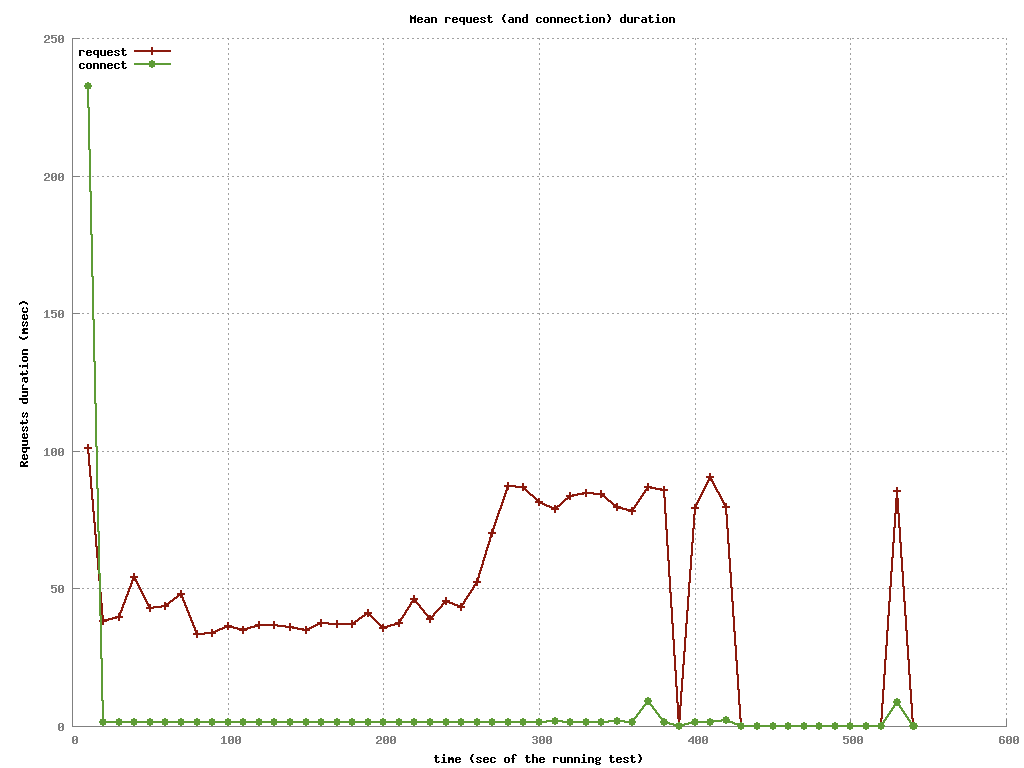 Mean request (and connection) duration
request
connect
250
200
150
100
50
0
Requests duration (msec)
0 100 200 300 400 500 600
time (sec of the running test)